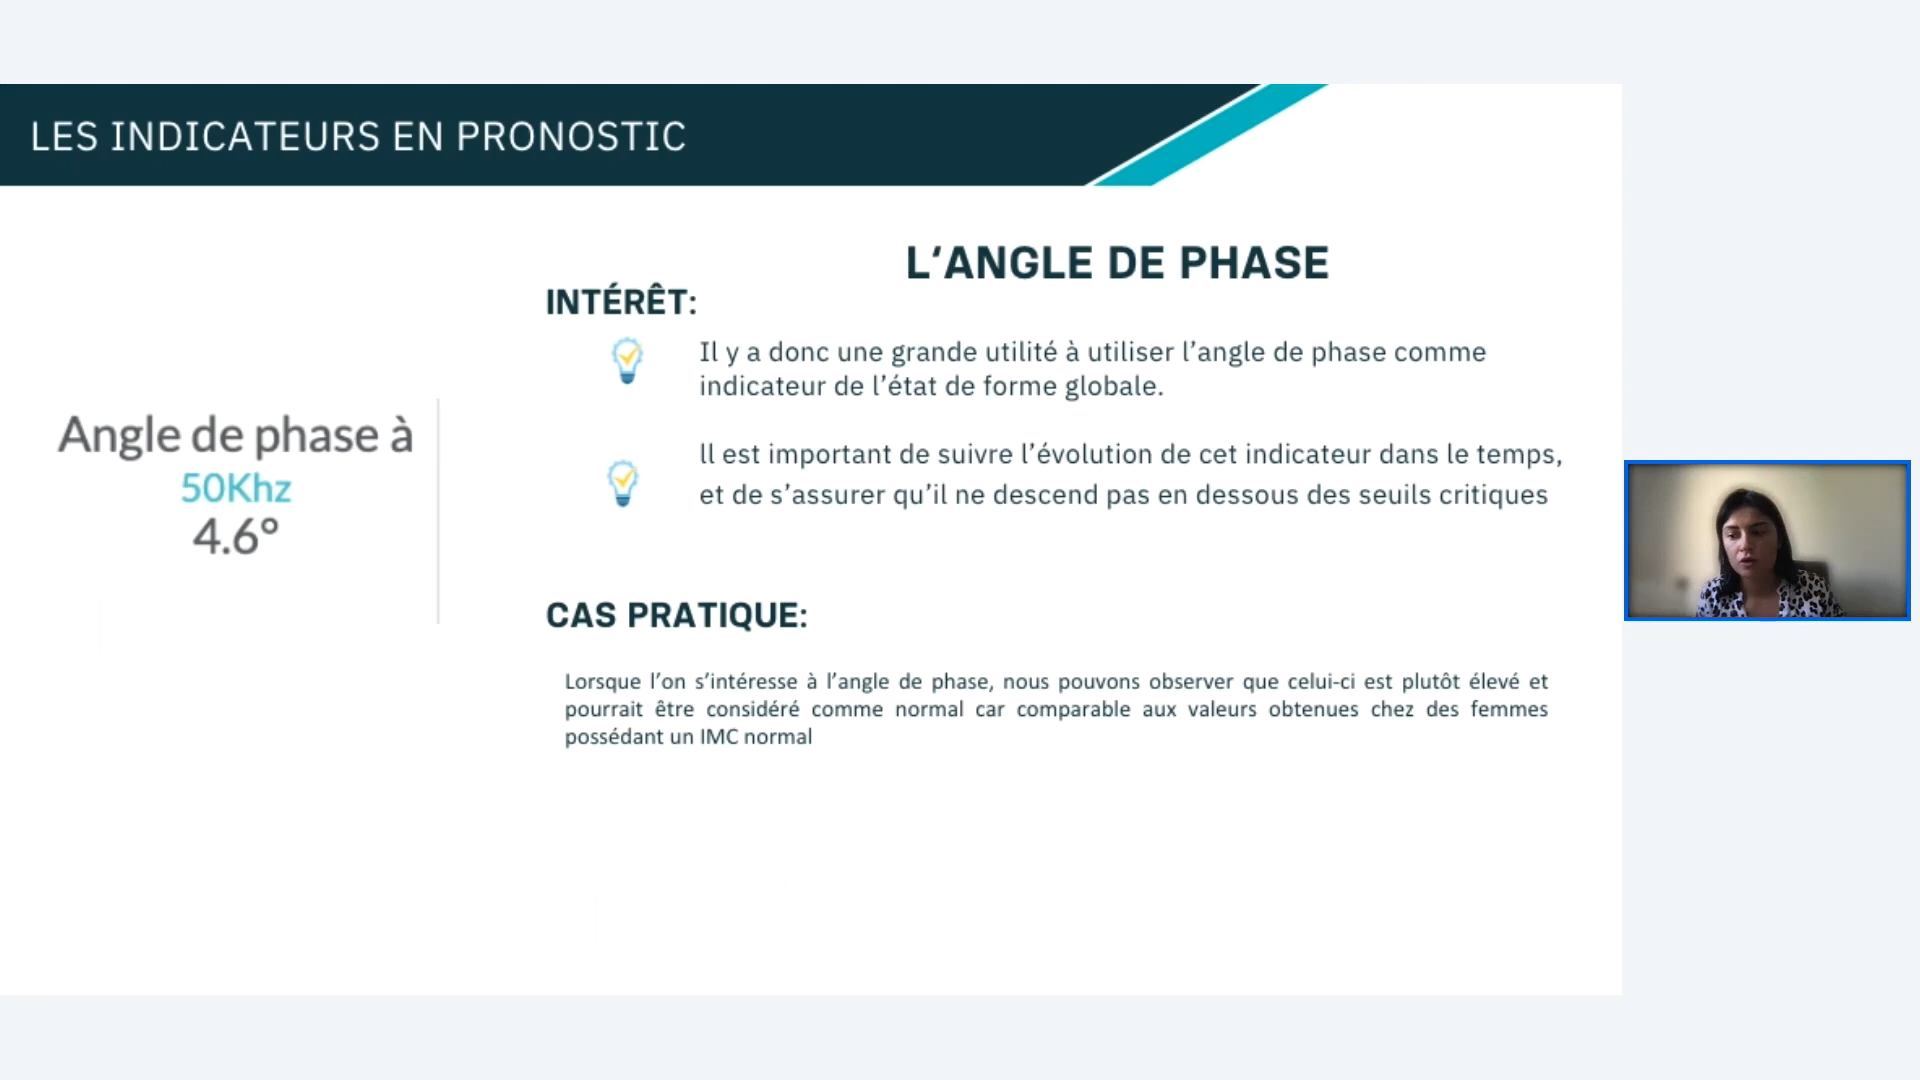 LES INDICATEURS EN PRONOSTIC
L‘ANGLE DE PHASE
INTÉRÊT:
Il y a donc une grande utilité à utiliser l’angle de phase comme
indicateur de l’état de forme globale.
ll est important de suivre l’évolution de cet indicateur dans le temps,
et de s’assurer qu’il ne descend pas en dessous des seuils critiques
Angle de phase à
50Khz
4.6°
CAS PRATIQUE:
Lorsque l’on s’intéresse à l’angle de phase, nous pouvons observer que celui-ci est plutôt élevé et
pourrait être considéré comme normal car comparable aux valeurs obtenues chez des femmes
possédant un IMC normal